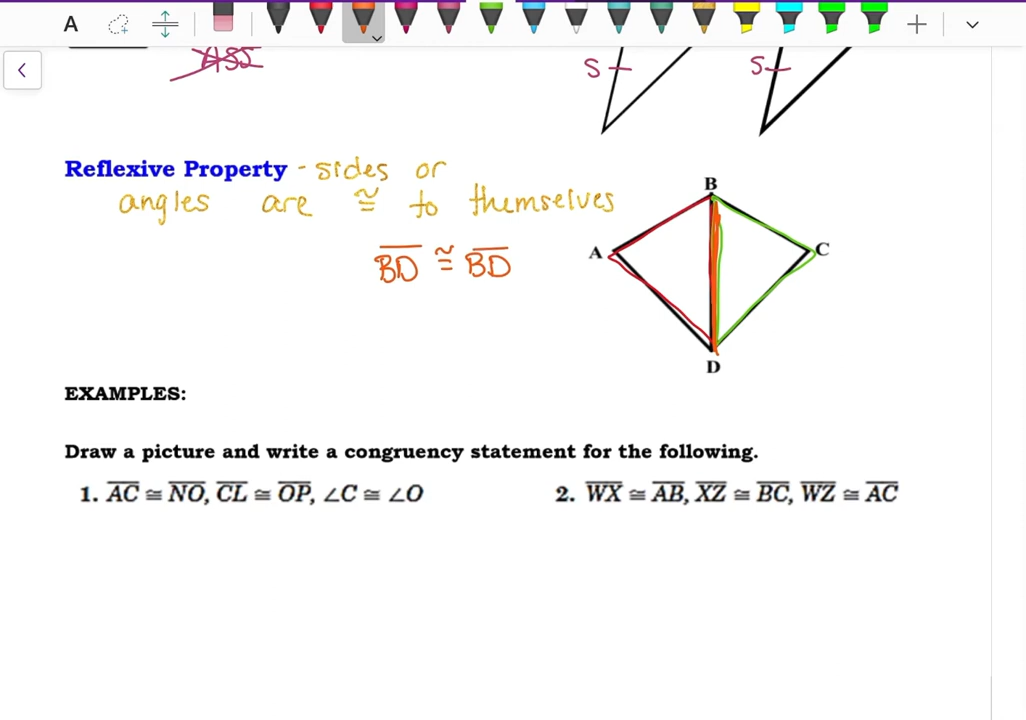 A
ASS
S
S
Reflexive Property - sides or
angles are ≅ to themselves
B
A
C
BD ≅ BD
D
EXAMPLES:
Draw a picture and write a congruency statement for the following.
1. AC ≅ NO, CL ≅ OP, ∠C ≅ ∠O
2. WX ≅ AB, XZ ≅ BC, WZ ≅ AC